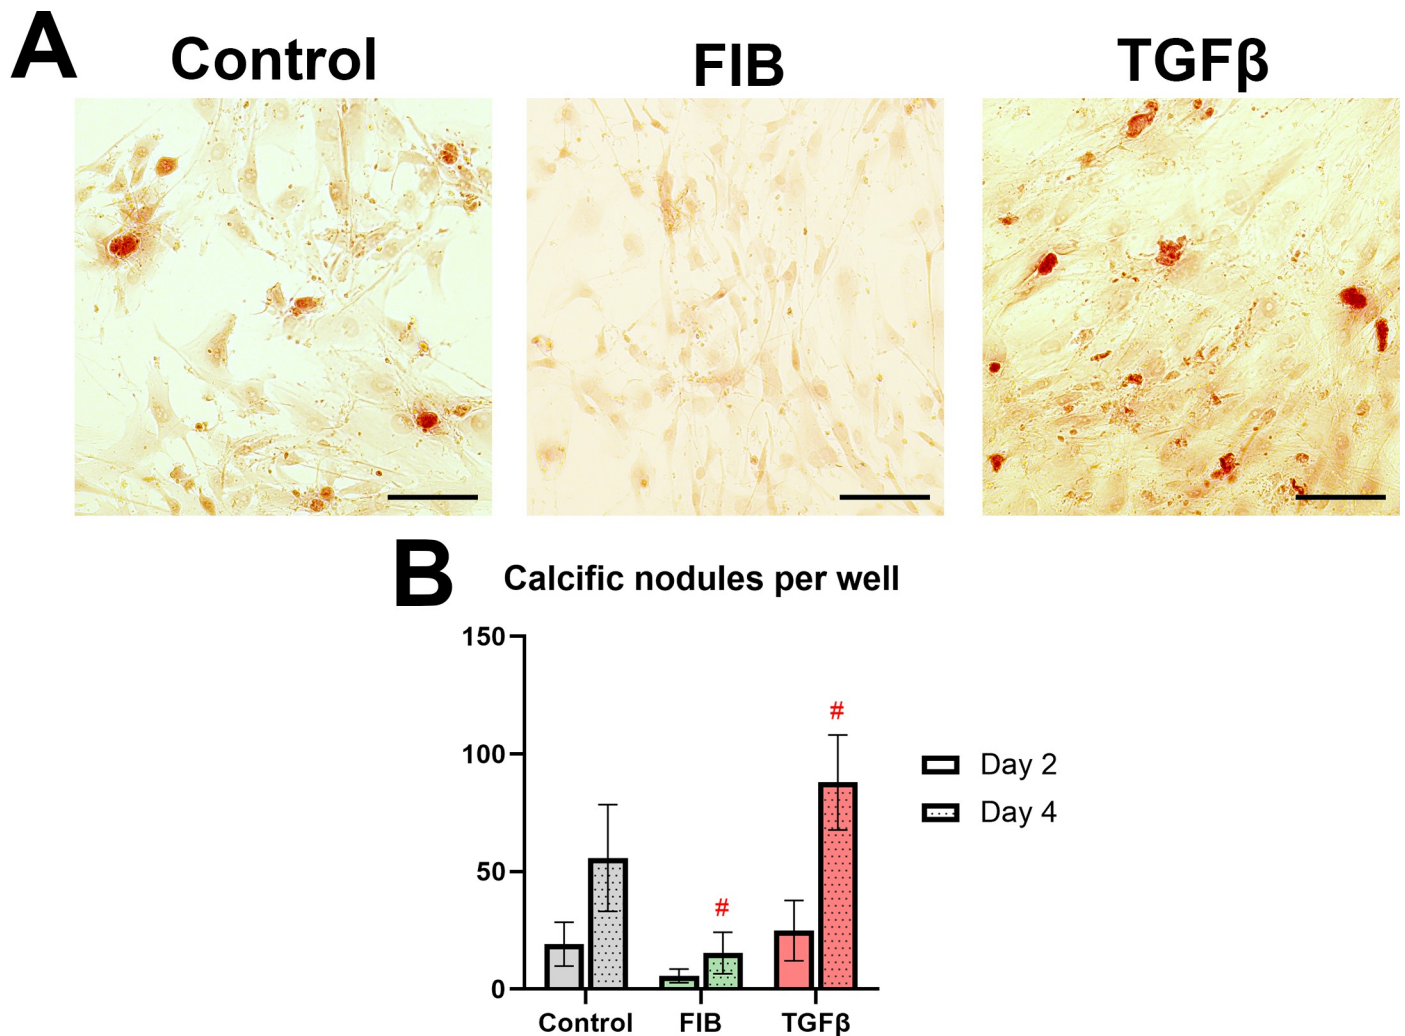 A
Control
FIB
TGFβ
B
Calcific nodules per well
150
100
50
0
#
#
Control
FIB
TGFβ
Day 2
Day 4